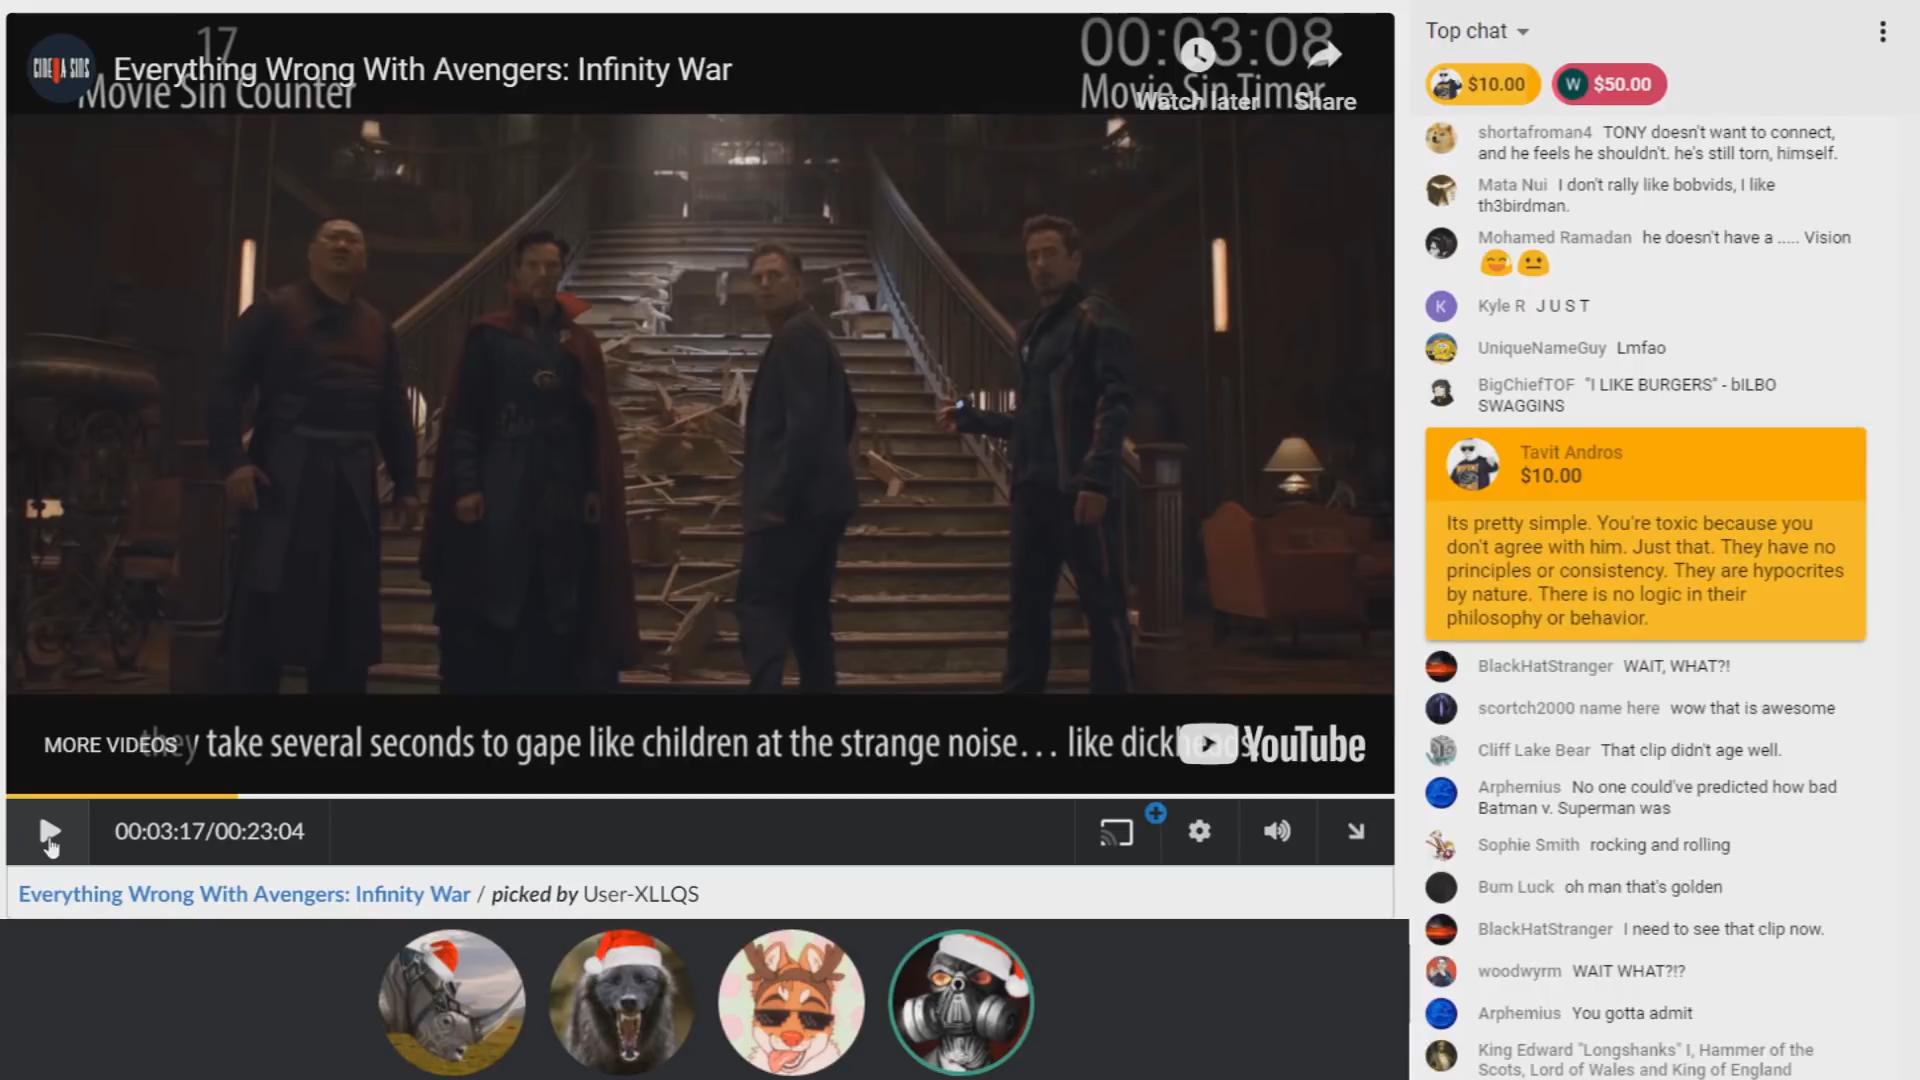 17
Movie Sin Counter
CINEMA SINS
Everything Wrong With Avengers: Infinity War
00:03:08
Movie Sin Timer
Watch later
Share
MORE VIDEOS
they take several seconds to gape like children at the strange noise... like dickheads
YouTube
00:03:17/00:23:04
Everything Wrong With Avengers: Infinity War / picked by User-XLLQS
Top chat
$10.00
W $50.00
shortafroman4 TONY doesn't want to connect,
and he feels he shouldn't. he's still torn, himself.
Mata Nui I don't rally like bobvids, I like
th3birdman.
Mohamed Ramadan he doesn't have a ..... Vision
K Kyle R J U S T
UniqueNameGuy Lmfao
BigChiefTOF "I LIKE BURGERS" - bILBO
SWAGGINS
Tavit Andros
$10.00
Its pretty simple. You're toxic because you
don't agree with him. Just that. They have no
principles or consistency. They are hypocrites
by nature. There is no logic in their
philosophy or behavior.
BlackHatStranger WAIT, WHAT?!
scortch2000 name here wow that is awesome
Cliff Lake Bear That clip didn't age well.
Arphemius No one could've predicted how bad
Batman v. Superman was
Sophie Smith rocking and rolling
Bum Luck oh man that's golden
BlackHatStranger I need to see that clip now.
woodwyrm WAIT WHAT?!?
Arphemius You gotta admit
King Edward "Longshanks" I, Hammer of the
Scots, Lord of Wales and King of England